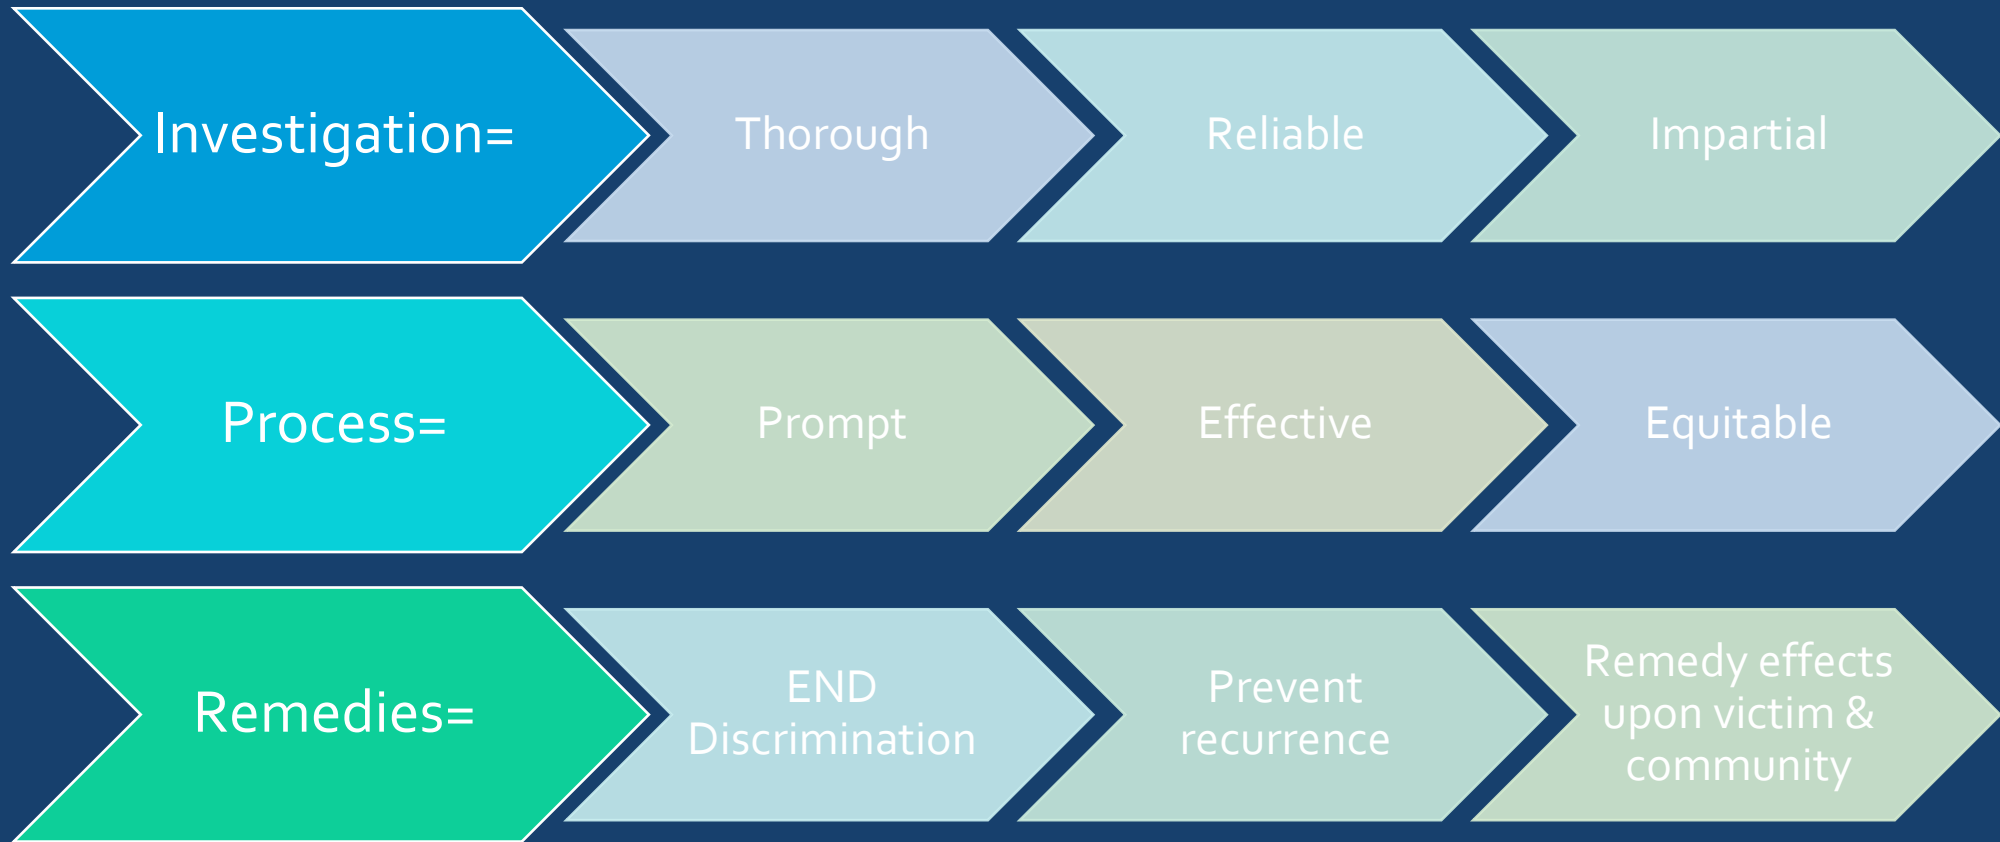 Investigation=
Thorough
Reliable
Impartial
Process=
Prompt
Effective
Equitable
Remedies=
END
Discrimination
Prevent
recurrence
Remedy effects
upon victim &
community